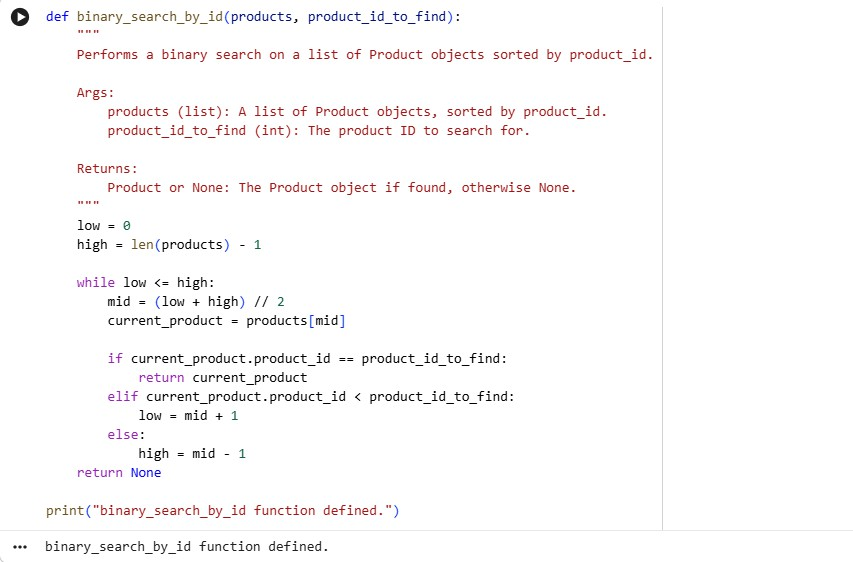 def binary_search_by_id(products, product_id_to_find):
    """
    Performs a binary search on a list of Product objects sorted by product_id.

    Args:
        products (list): A list of Product objects, sorted by product_id.
        product_id_to_find (int): The product ID to search for.

    Returns:
        Product or None: The Product object if found, otherwise None.
    """
    low = 0
    high = len(products) - 1

    while low <= high:
        mid = (low + high) // 2
        current_product = products[mid]

        if current_product.product_id == product_id_to_find:
            return current_product
        elif current_product.product_id < product_id_to_find:
            low = mid + 1
        else:
            high = mid - 1
    return None

print("binary_search_by_id function defined.")
binary_search_by_id function defined.